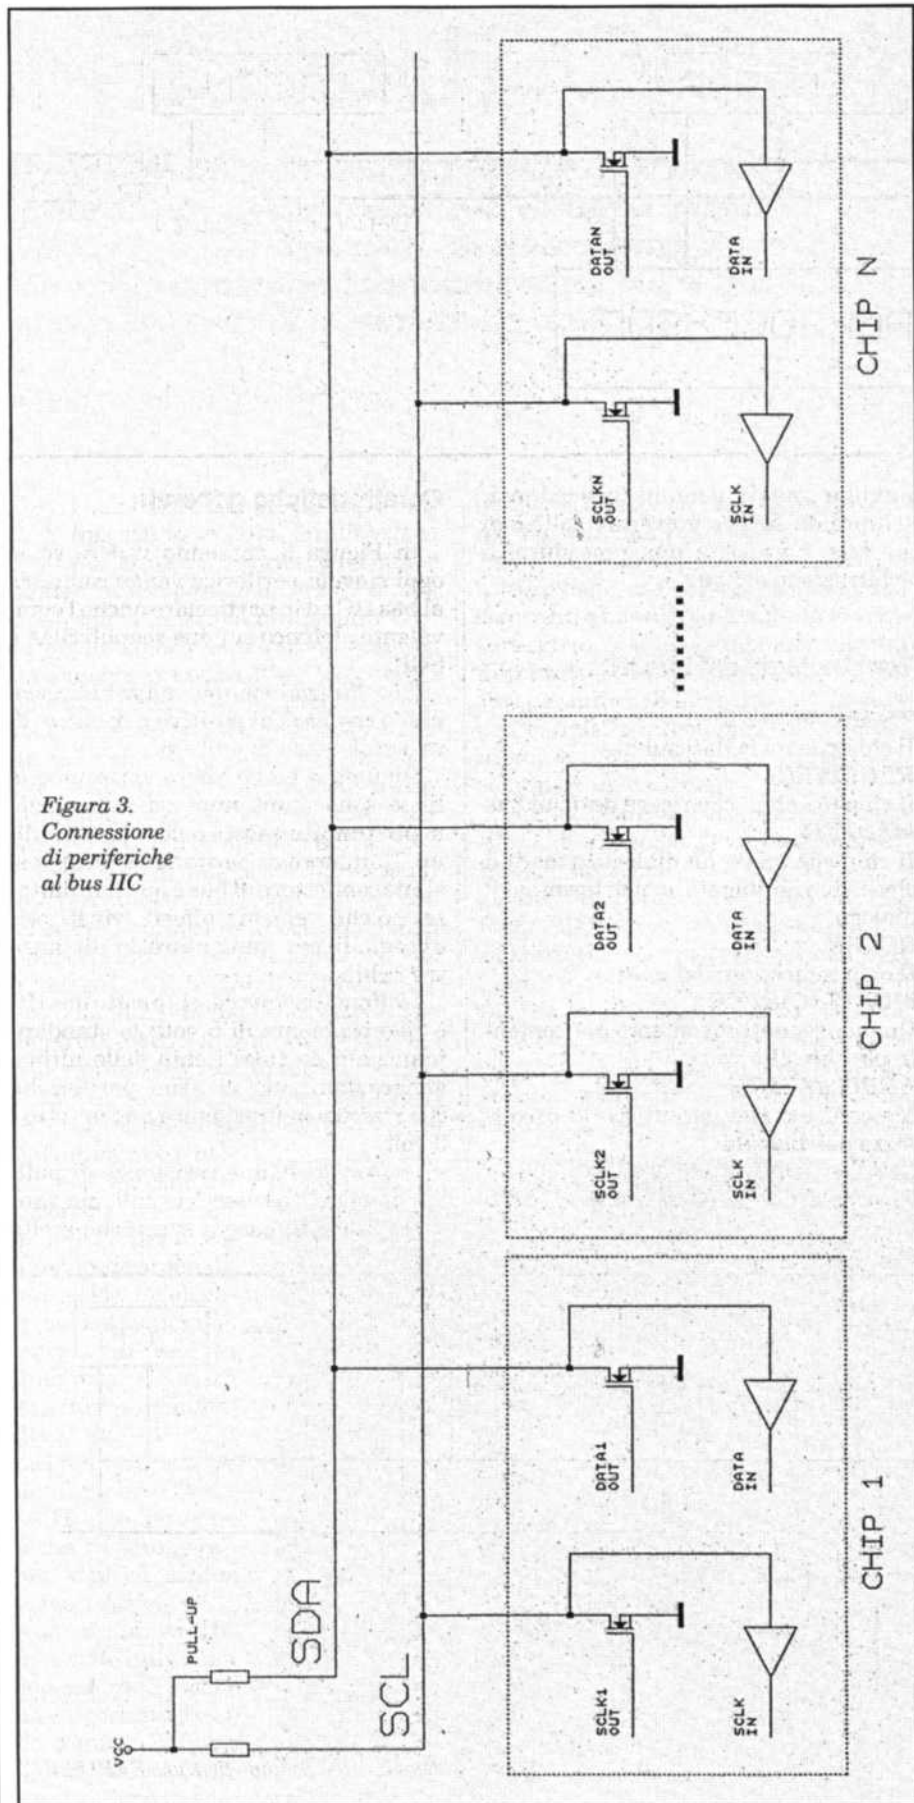 Figura 3.
Connessione
di periferiche
al bus IIC
VCC
PULL-UP
SDA
SCL
SCLK1
OUT
SCLK
IN
DATA1
OUT
DATA
IN
CHIP 1
SCLK2
OUT
SCLK
IN
DATA2
OUT
DATA
IN
CHIP 2
SCLKN
OUT
SCLK
IN
DATAN
OUT
DATA
IN
CHIP N